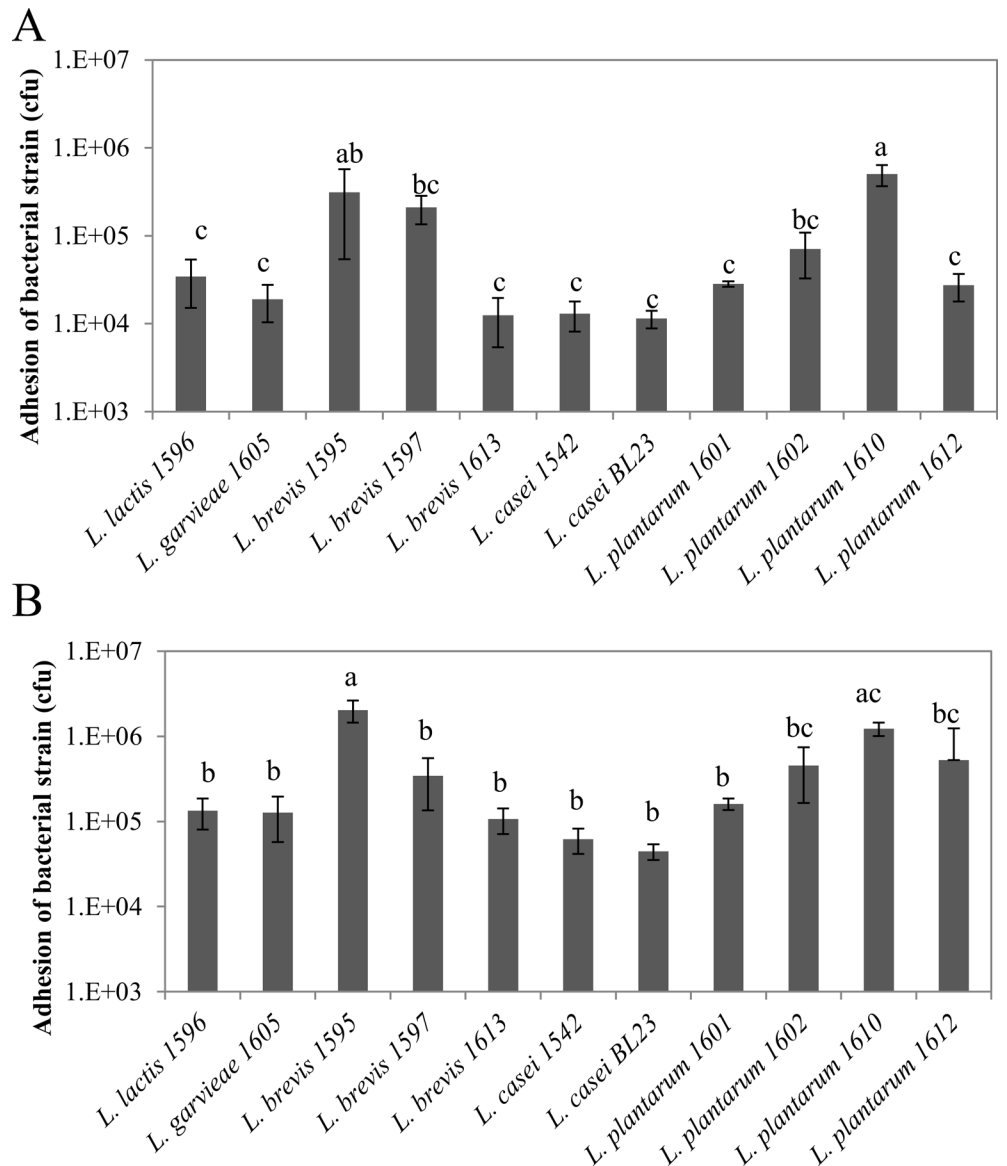 A
Adhesion of bacterial strain (cfu)
1.E+07
1.E+06
1.E+05
1.E+04
1.E+03
c
c
ab
bc
c
c
c
c
bc
a
c
L. lactis 1596
L. garvieae 1605
L. brevis 1595
L. brevis 1597
L. brevis 1613
L. casei 1542
L. casei BL23
L. plantarum 1601
L. plantarum 1602
L. plantarum 1610
L. plantarum 1612
B
Adhesion of bacterial strain (cfu)
1.E+07
1.E+06
1.E+05
1.E+04
1.E+03
b
b
a
b
b
b
b
b
bc
ac
bc
L. lactis 1596
L. garvieae 1605
L. brevis 1595
L. brevis 1597
L. brevis 1613
L. casei 1542
L. casei BL23
L. plantarum 1601
L. plantarum 1602
L. plantarum 1610
L. plantarum 1612